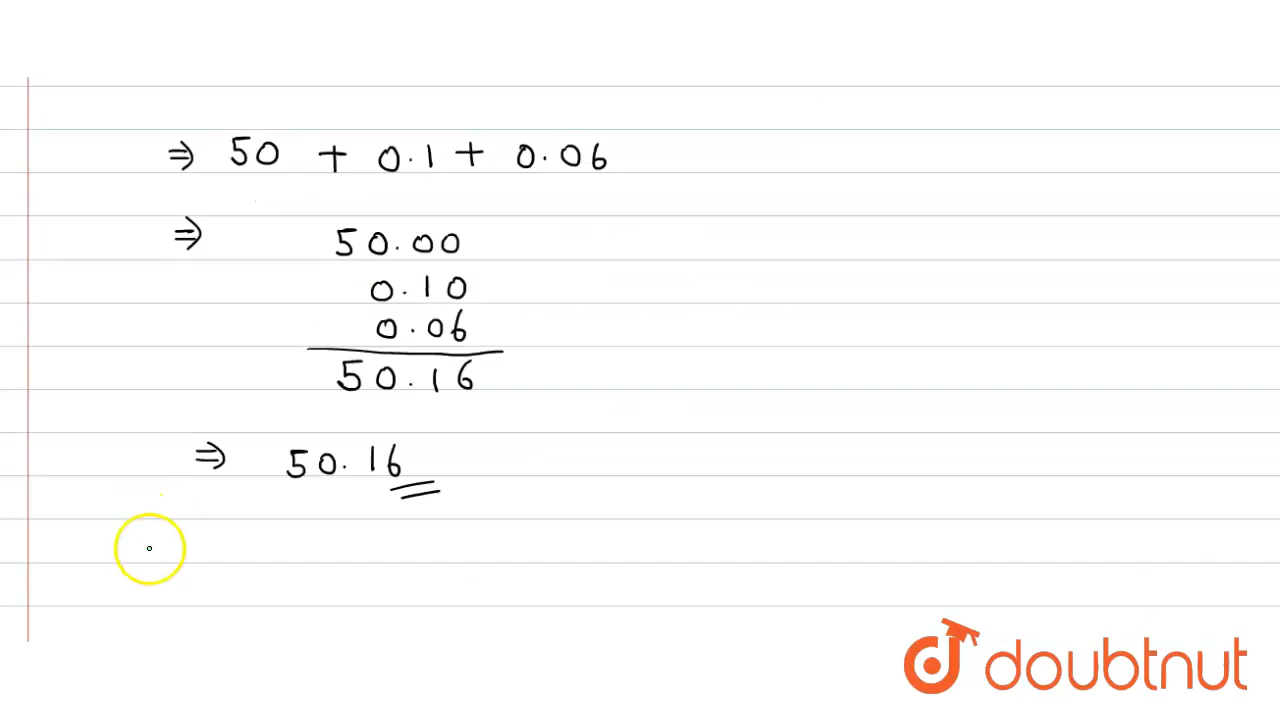 ⇒ 50 + 0.1 + 0.06
⇒ 50.00
0.10
0.06
50.16
⇒ 50.16
doubtnut